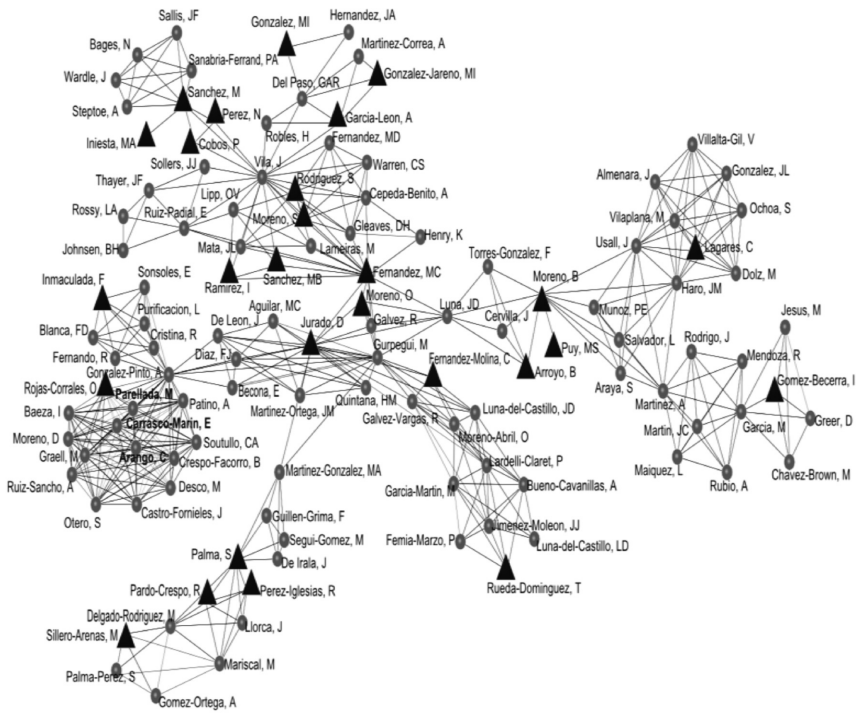 Sallis, JF
Gonzalez, MI
Hernandez, JA
Bages, N
Martinez-Correa, A
Sanabria-Ferrand, PA
Wardle, J
Del Paso, GAR
Gonzalez-Jareno, MI
Sanchez, M
Steptoe, A
Perez, N
Garcia-Leon, A
Iniesta, MA
Cobos, P
Robles, H
Fernandez, MD
Villalta-Gil, V
Sollers, JJ
Vila, J
Warren, CS
Almenara, J
Gonzalez, JL
Thayer, JF
Lipp, OV
Rodriguez, S
Cepeda-Benito, A
Rossy, LA
Ruiz-Padial, E
Moreno, S
Vilaplana, M
Ochoa, S
Gleaves, DH
Henry, K
Usall, J
Lagares, C
Johnsen, BH
Mata, JL
Lameiras, M
Torres-Gonzalez, F
Inmaculada, F
Sonsoles, E
Ramirez, I
Sanchez, MB
Fernandez, MC
Moreno, B
Dolz, M
Haro, JM
Purificacion, L
Aguilar, MC
Moreno, O
Luna, JD
Munoz, PE
Jesus, M
Blanca, FD
Cristina, R
De Leon, J
Jurado, D
Galvez, R
Cervilla, J
Salvador, L
Rodrigo, J
Fernando, R
Diaz, FJ
Gurpegui, M
Puy, MS
Mendoza, R
Gonzalez-Pinto, A
Fernandez-Molina, C
Arroyo, B
Araya, S
Rojas-Corrales, O
Parellada, M
Becona, E
Quintana, HM
Martinez, A
Gomez-Becerra, I
Baeza, I
Patino, A
Martinez-Ortega, JM
Galvez-Vargas, R
Luna-del-Castillo, JD
Carrasco-Marin, E
Martin, JC
Garcia, M
Greer, D
Moreno, D
Soutullo, CA
Moreno-Abril, O
Graell, M
Arango, C
Crespo-Facorro, B
Lardelli-Claret, P
Maiquez, L
Rubio, A
Chavez-Brown, M
Ruiz-Sancho, A
Desco, M
Martinez-Gonzalez, MA
Garcia-Martin, M
Bueno-Cavanillas, A
Otero, S
Castro-Fornieles, J
Guillen-Grima, F
Jimenez-Moleon, JJ
Segui-Gomez, M
Femia-Marzo, P
Luna-del-Castillo, LD
Palma, S
De Irala, J
Pardo-Crespo, R
Perez-Iglesias, R
Rueda-Dominguez, T
Delgado-Rodriguez, M
Sillero-Arenas, M
Llorca, J
Palma-Perez, S
Mariscal, M
Gomez-Ortega, A